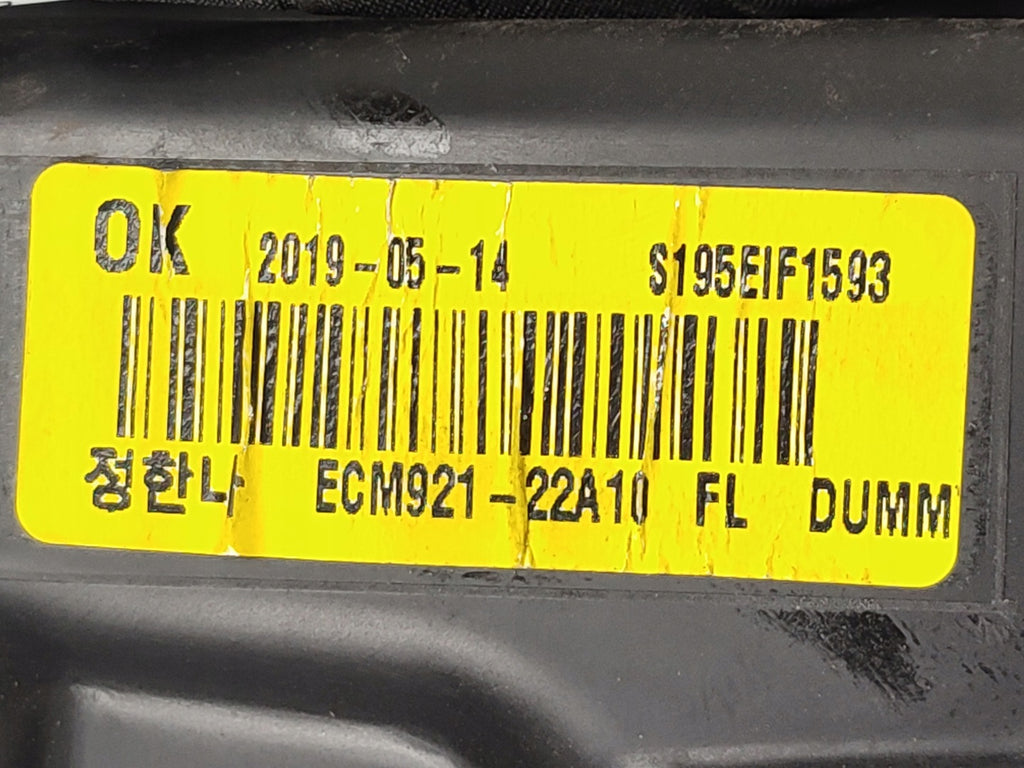 OK 2019-05-14 S195EIF1593
정한나 ECM921-22A10 FL DUMM